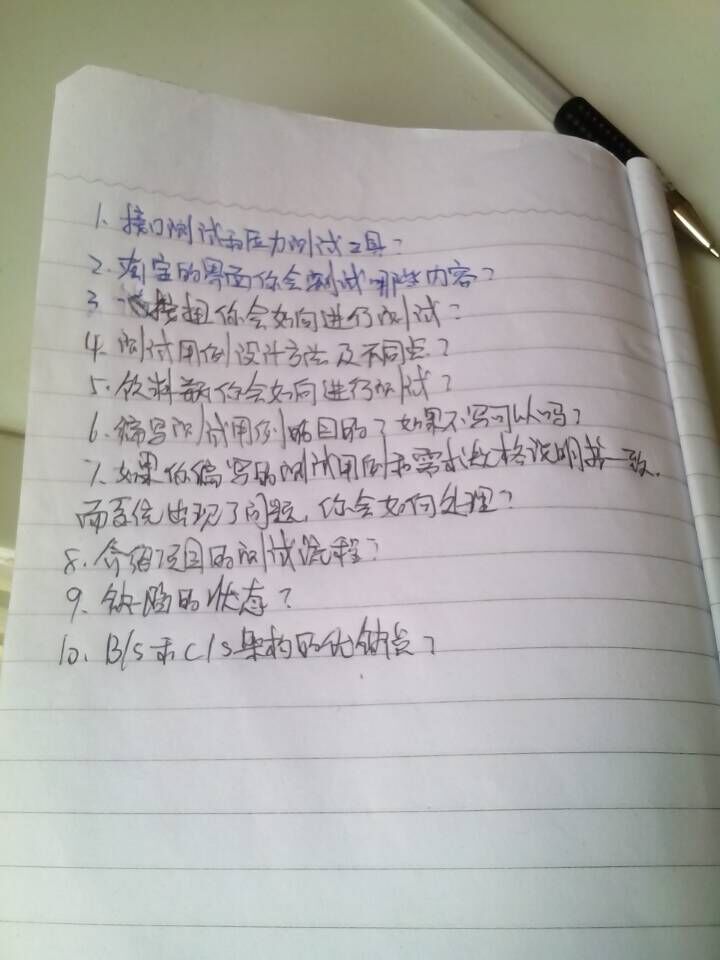 1. 接口测试和压力测试工具?
2. 淘宝的界面你会测试哪些内容?
3. 按钮你会如何进行测试?
4. 测试用例设计方法及不同点?
5. 饮料瓶你会如何进行测试?
6. 编写测试用例的目的?如果不写可以吗?
7. 如果你编写的测试用例和需求规格说明书一致,
而系统出现了问题,你会如何处理?
8. 介绍项目的测试流程?
9. 缺陷的状态?
10. B/S和C/S架构的优缺点?